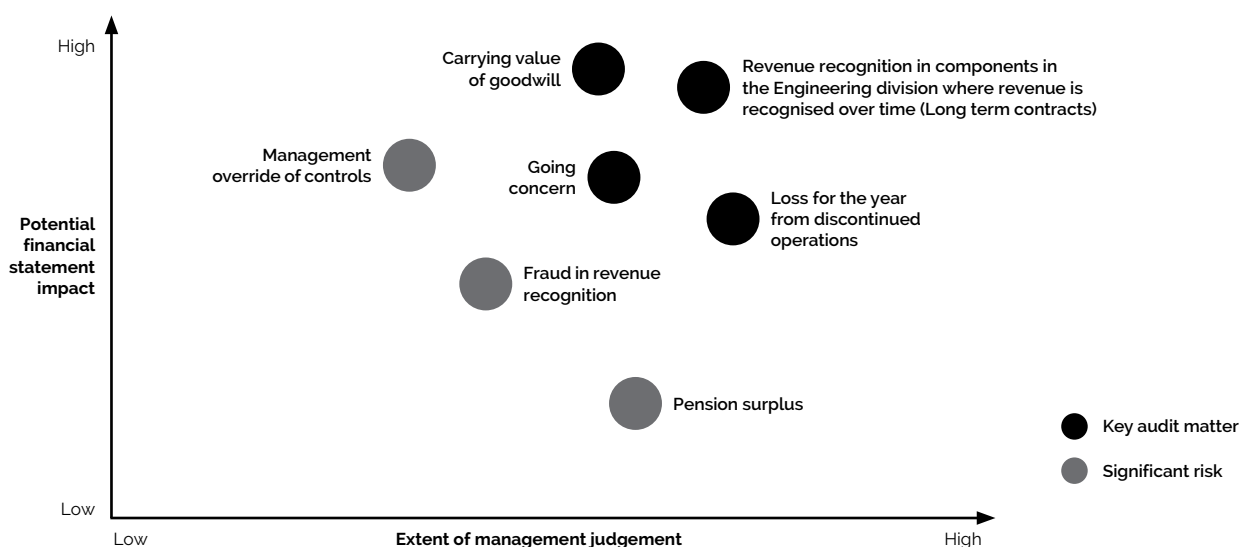 High
Carrying value
of goodwill
Revenue recognition in components in
the Engineering division where revenue is
recognised over time (Long term contracts)
Management
override of controls
Going
concern
Loss for the year
from discontinued
operations
Potential
financial
statement
impact
Fraud in revenue
recognition
Pension surplus
Key audit matter
Significant risk
Low
Low
Extent of management judgement
High